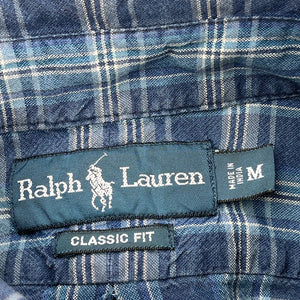 Ralph Lauren
MADE IN
INDIA
M
CLASSIC FIT